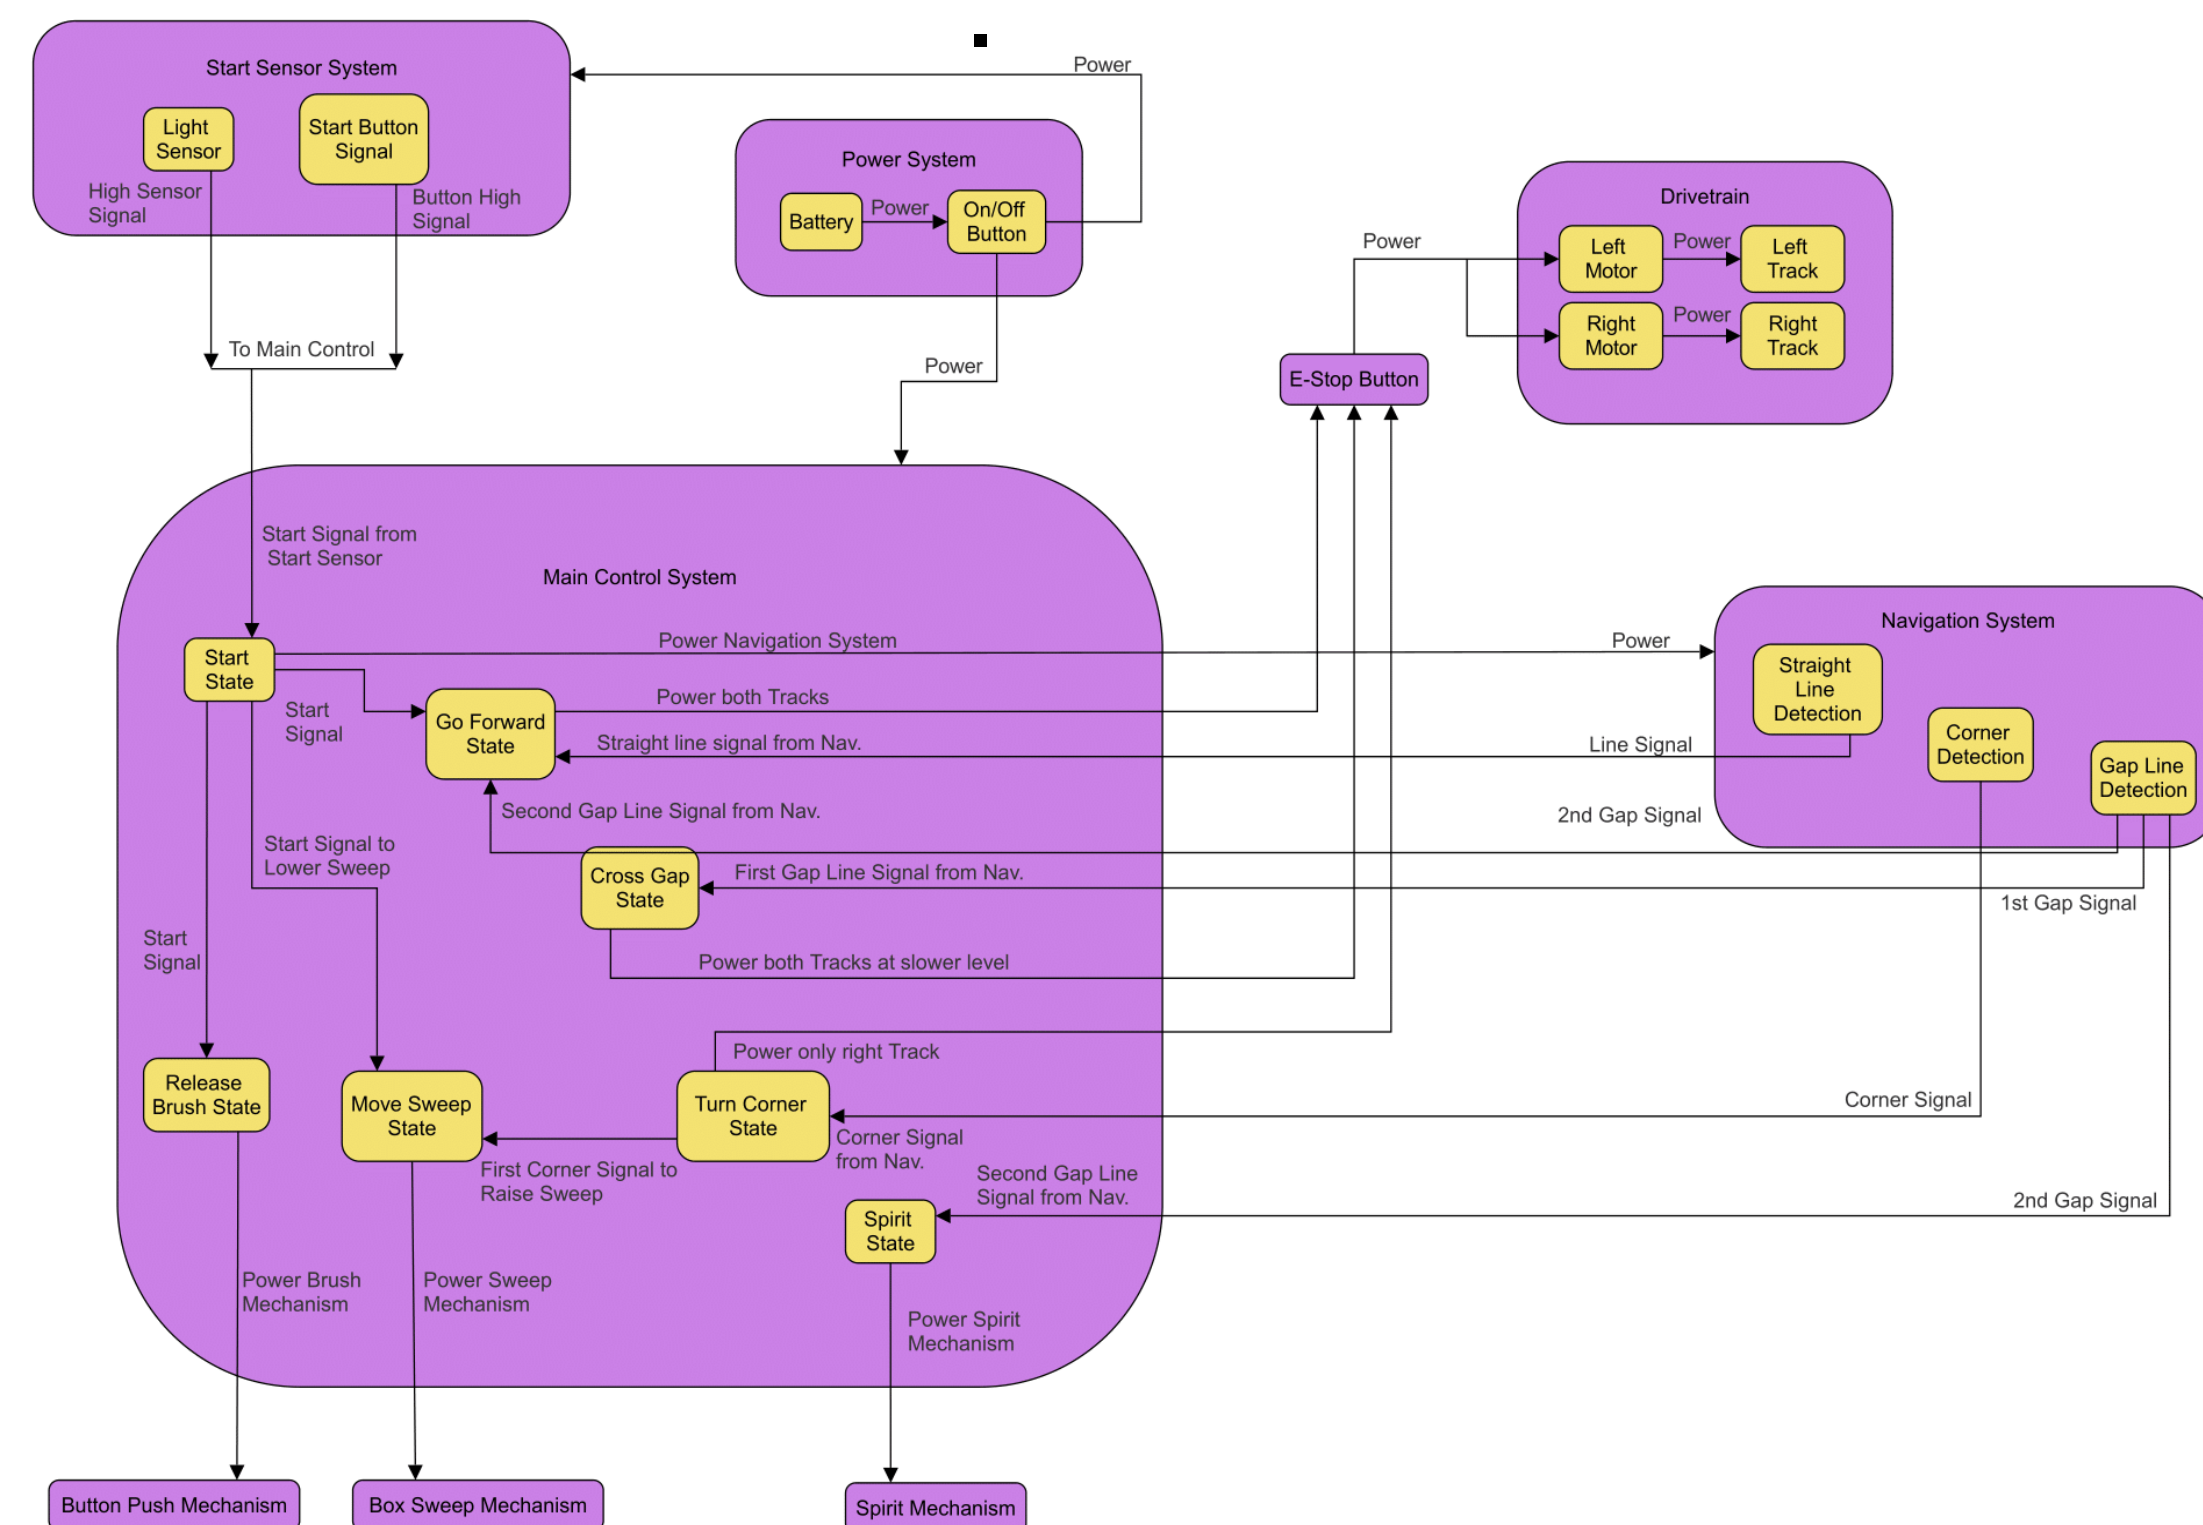 Start Sensor System
Light
Sensor
Start Button
Signal
High Sensor
Signal
Button High
Signal
To Main Control
Power
Power System
Battery
Power
On/Off
Button
Power
Drivetrain
Power
Left
Motor
Power
Left
Track
Right
Motor
Power
Right
Track
E-Stop Button
Start Signal from
Start Sensor
Main Control System
Start
State
Power Navigation System
Power
Start
Signal
Go Forward
State
Power both Tracks
Straight line signal from Nav.
Line Signal
Navigation System
Straight
Line
Detection
Corner
Detection
Gap Line
Detection
Second Gap Line Signal from Nav.
2nd Gap Signal
Start Signal to
Lower Sweep
Cross Gap
State
First Gap Line Signal from Nav.
1st Gap Signal
Start
Signal
Power both Tracks at slower level
Power only right Track
Release
Brush State
Move Sweep
State
Turn Corner
State
Corner Signal
Corner Signal
from Nav.
First Corner Signal to
Raise Sweep
Second Gap Line
Signal from Nav.
2nd Gap Signal
Spirit
State
Power Brush
Mechanism
Power Sweep
Mechanism
Power Spirit
Mechanism
Button Push Mechanism
Box Sweep Mechanism
Spirit Mechanism